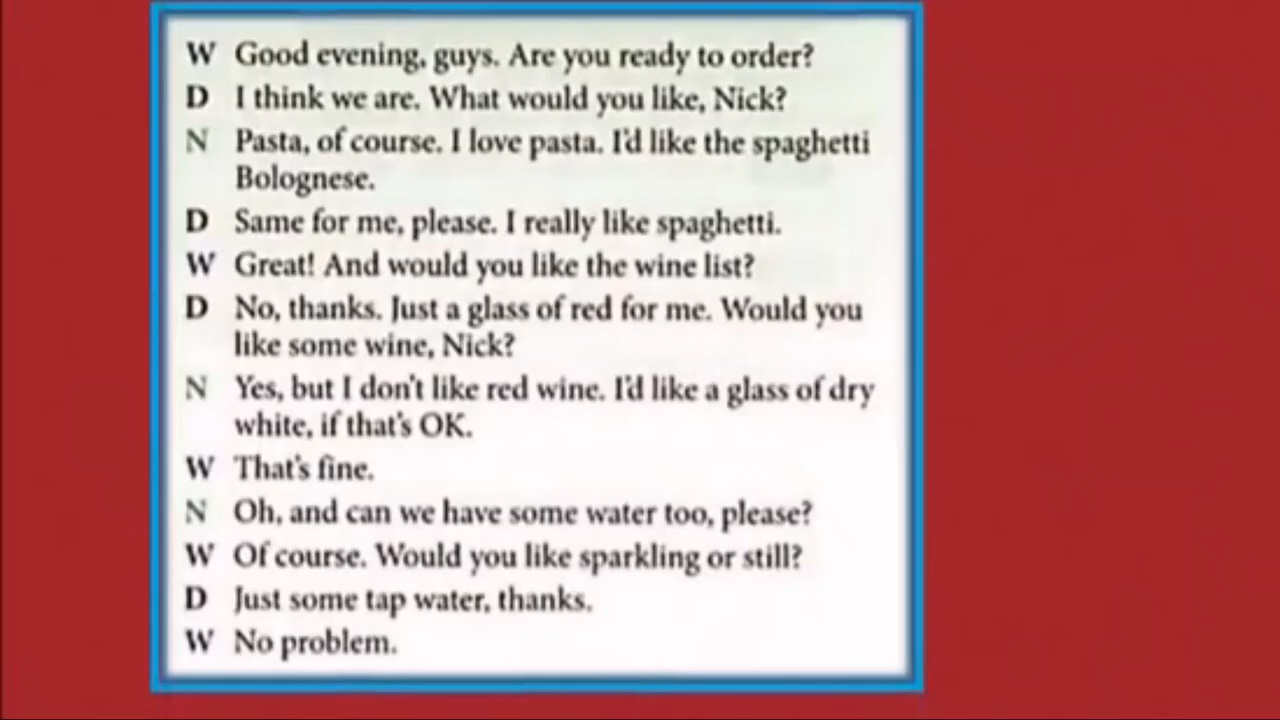 W Good evening, guys. Are you ready to order?
D I think we are. What would you like, Nick?
N Pasta, of course. I love pasta. I'd like the spaghetti
Bolognese.
D Same for me, please. I really like spaghetti.
W Great! And would you like the wine list?
D No, thanks. Just a glass of red for me. Would you
like some wine, Nick?
N Yes, but I don't like red wine. I'd like a glass of dry
white, if that's OK.
W That's fine.
N Oh, and can we have some water too, please?
W Of course. Would you like sparkling or still?
D Just some tap water, thanks.
W No problem.